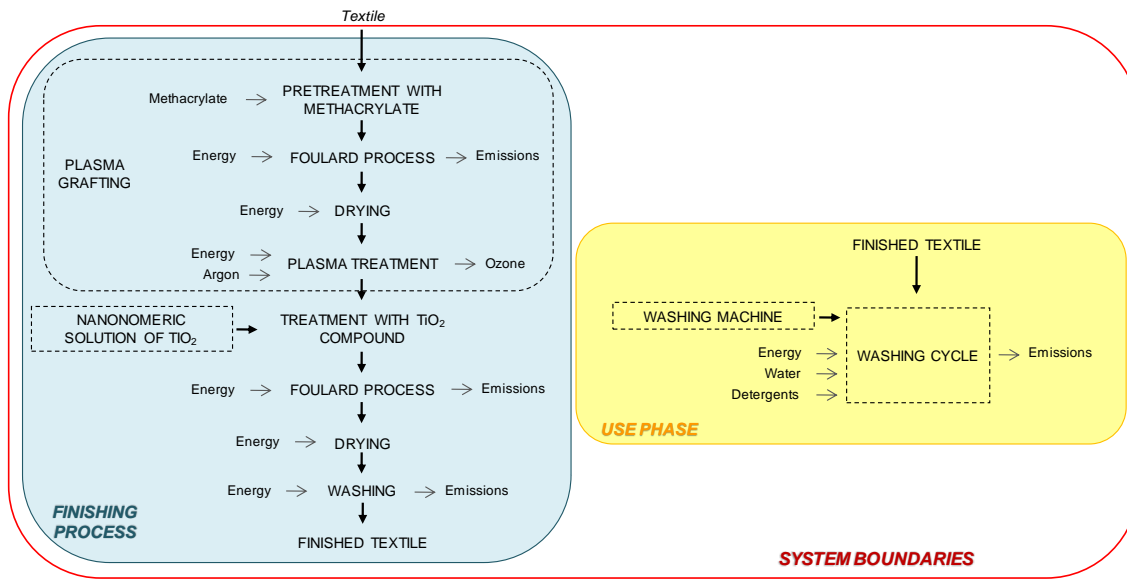 Textile
Methacrylate
PRETREATMENT WITH
METHACRYLATE
PLASMA
GRAFTING
Energy
FOULARD PROCESS
Emissions
Energy
DRYING
Energy
Argon
PLASMA TREATMENT
Ozone
NANONOMERIC
SOLUTION OF TIO₂
TREATMENT WITH TiO₂
COMPOUND
Energy
FOULARD PROCESS
Emissions
Energy
DRYING
Energy
WASHING
Emissions
FINISHING
PROCESS
FINISHED TEXTILE
FINISHED TEXTILE
WASHING MACHINE
Energy
Water
Detergents
WASHING CYCLE
Emissions
USE PHASE
SYSTEM BOUNDARIES